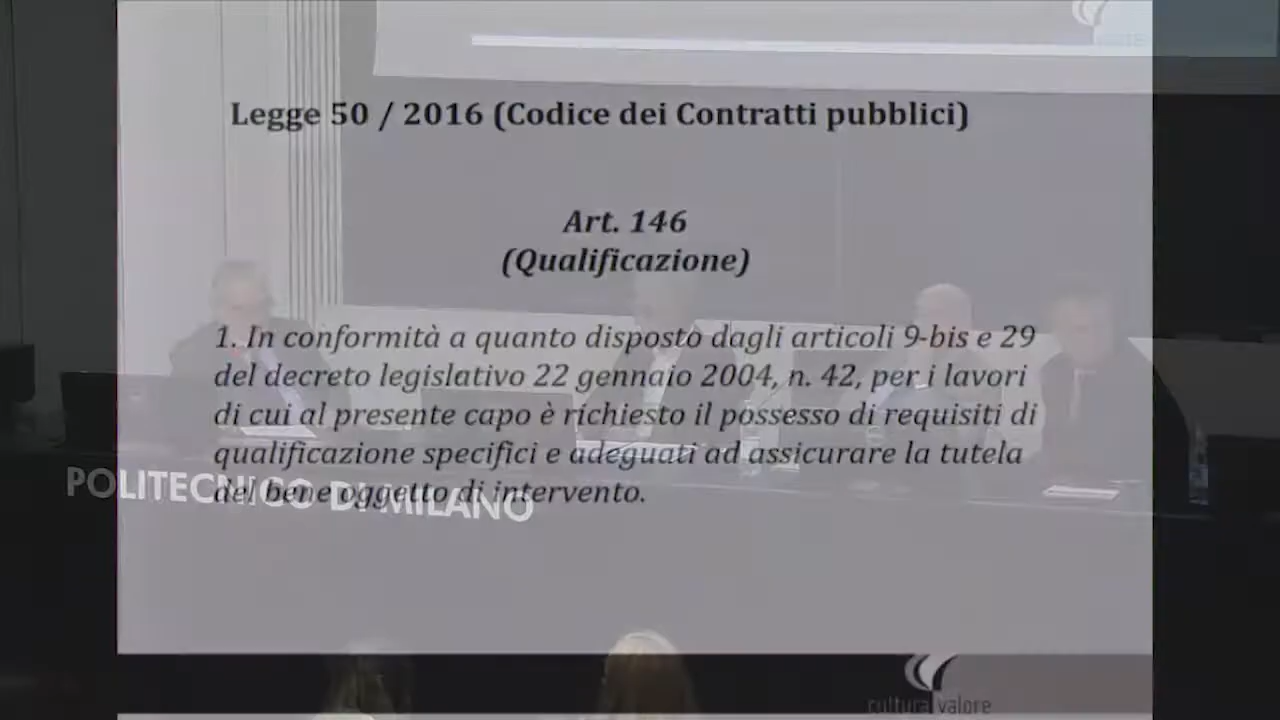 Legge 50 / 2016 (Codice dei Contratti pubblici)
Art. 146
(Qualificazione)
1. In conformità a quanto disposto dagli articoli 9-bis e 29
del decreto legislativo 22 gennaio 2004, n. 42, per i lavori
di cui al presente capo è richiesto il possesso di requisiti di
qualificazione specifici e adeguati ad assicurare la tutela
del bene oggetto di intervento.
POLITECNICO DI MILANO
cultura valore